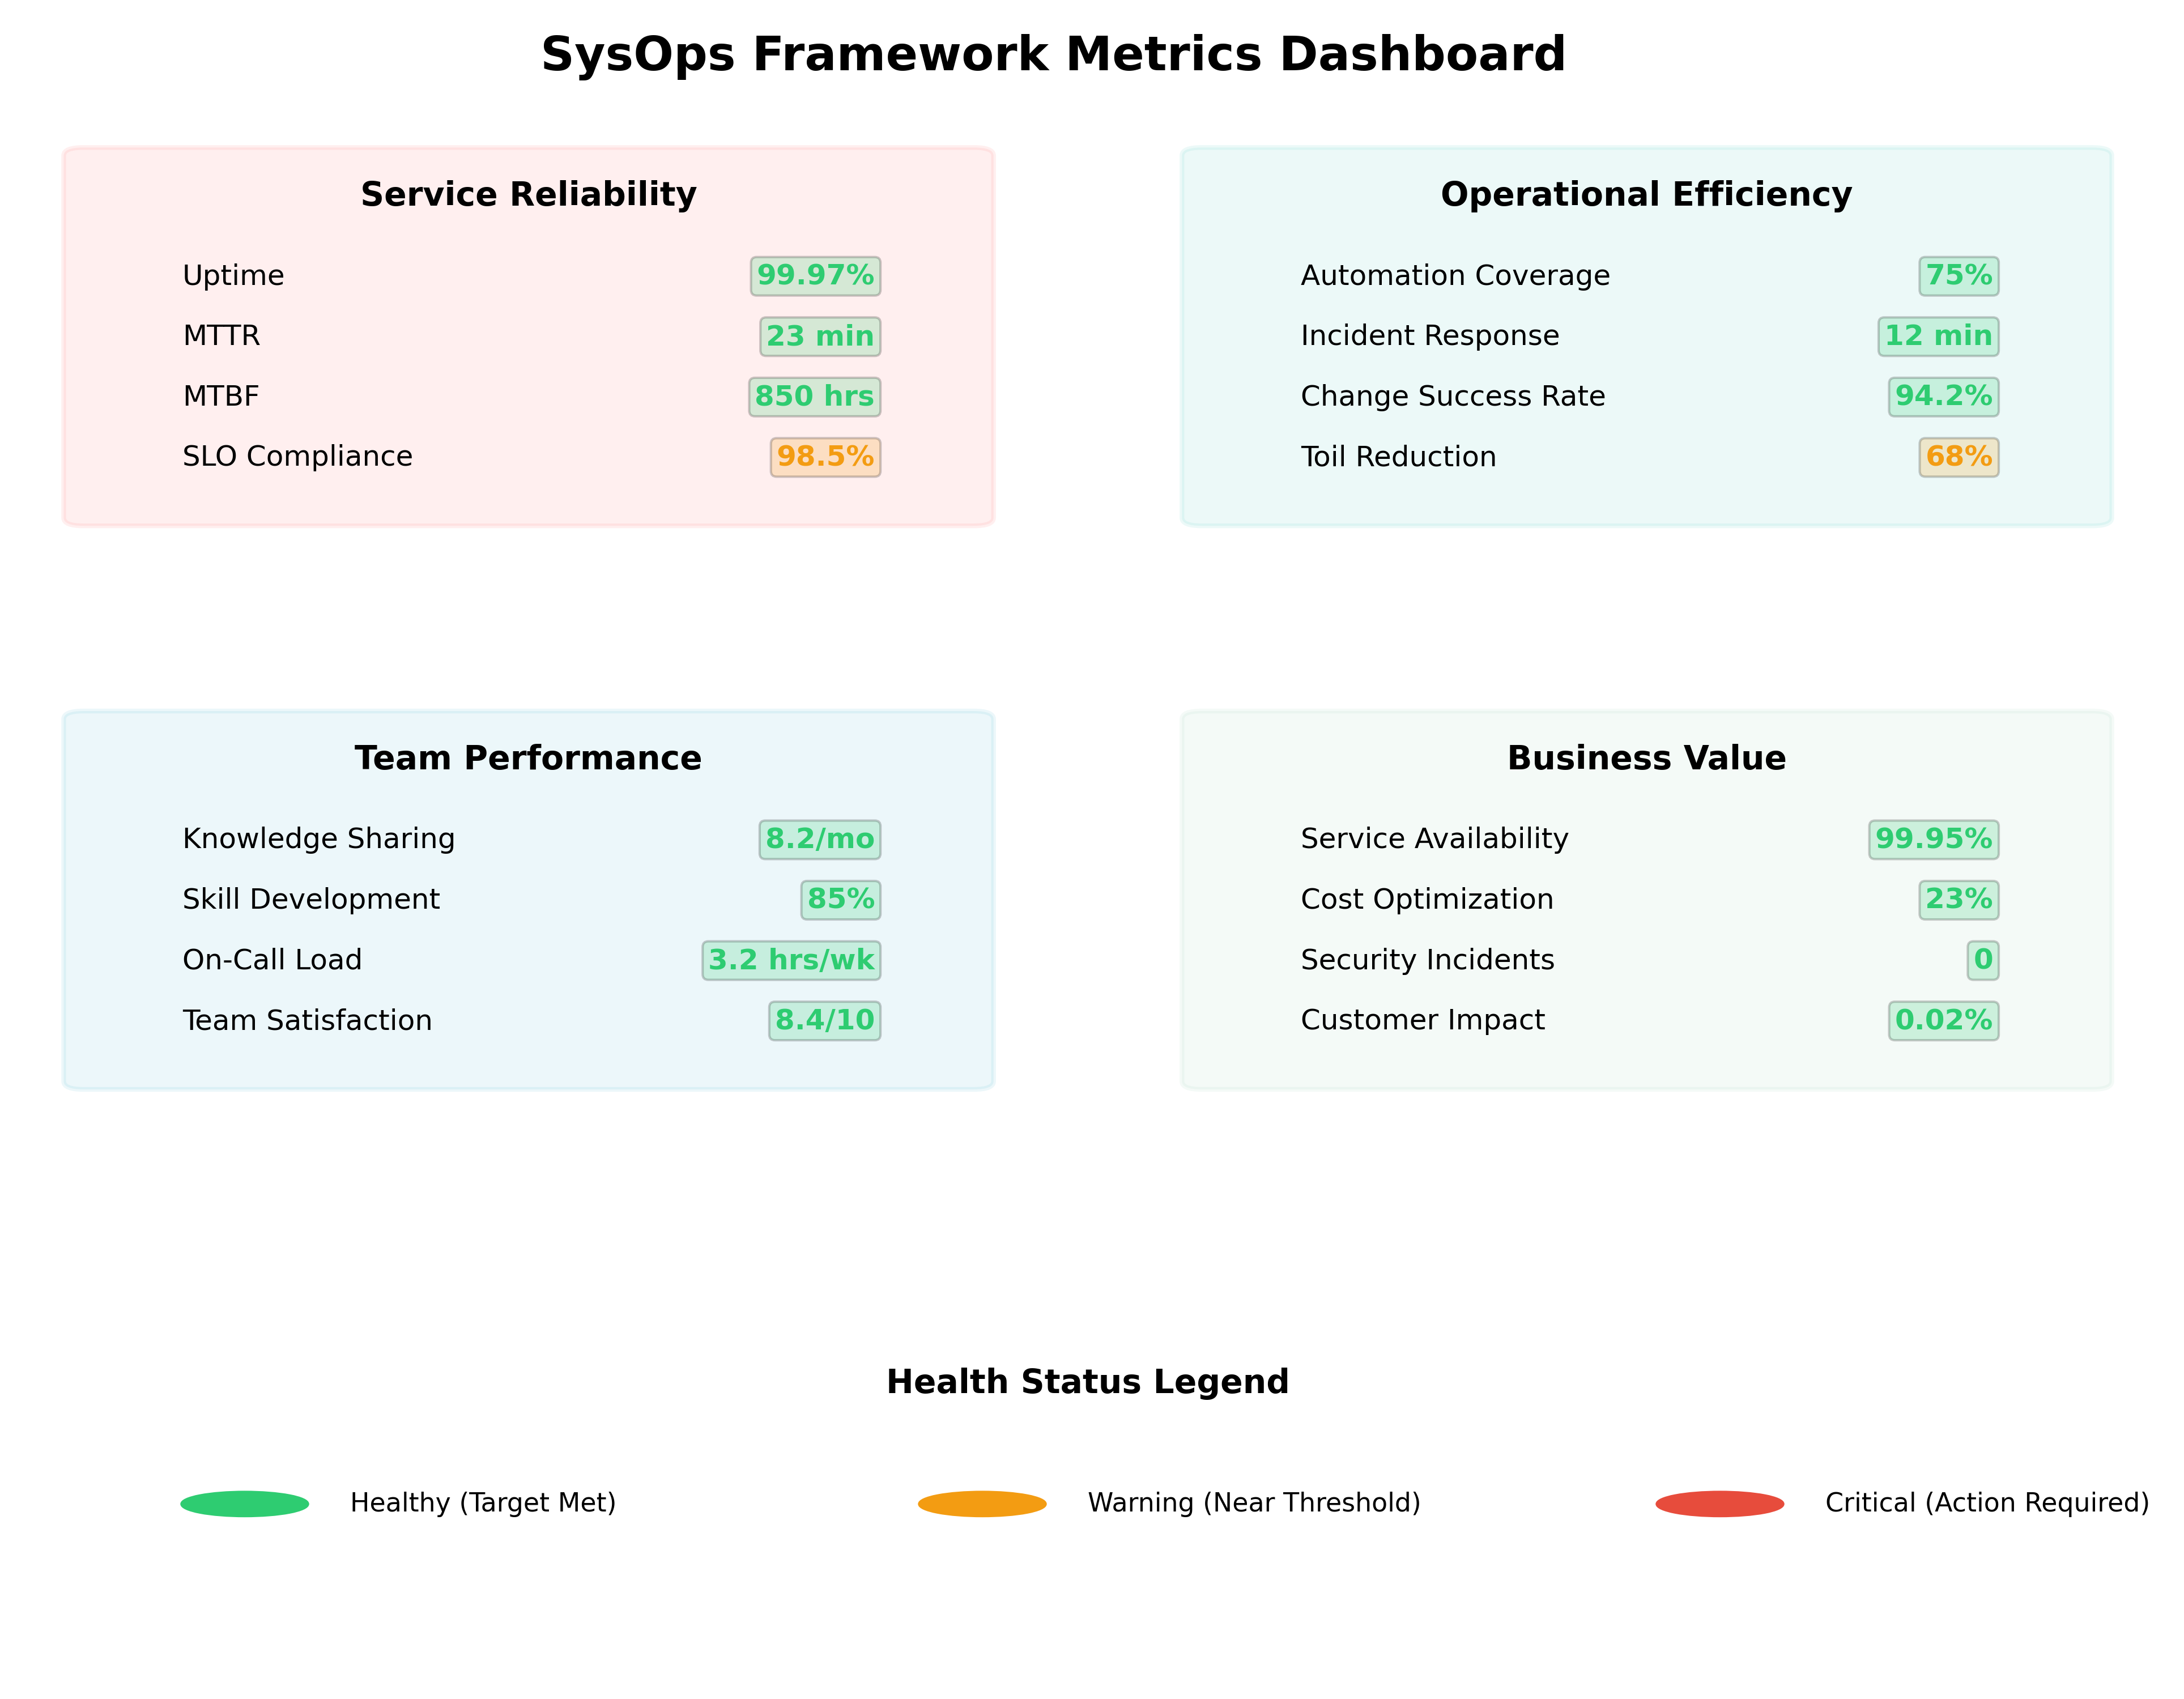 SysOps Framework Metrics Dashboard
Service Reliability
Uptime 99.97%
MTTR 23 min
MTBF 850 hrs
SLO Compliance 98.5%
Operational Efficiency
Automation Coverage 75%
Incident Response 12 min
Change Success Rate 94.2%
Toil Reduction 68%
Team Performance
Knowledge Sharing 8.2/mo
Skill Development 85%
On-Call Load 3.2 hrs/wk
Team Satisfaction 8.4/10
Business Value
Service Availability 99.95%
Cost Optimization 23%
Security Incidents 0
Customer Impact 0.02%
Health Status Legend
Healthy (Target Met)
Warning (Near Threshold)
Critical (Action Required)